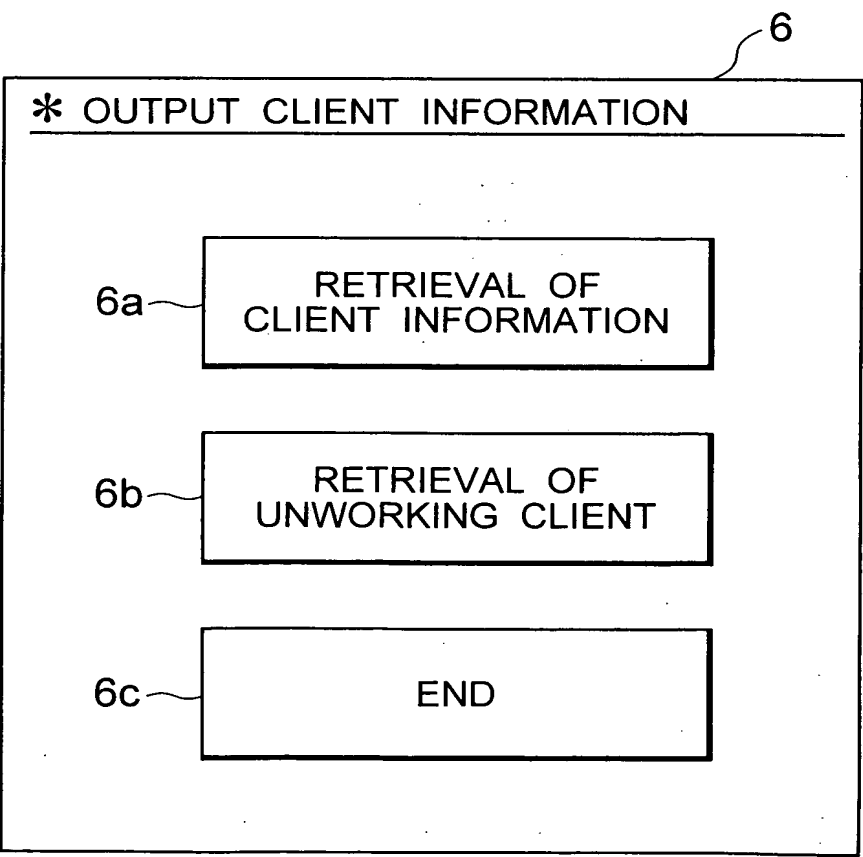 6
* OUTPUT CLIENT INFORMATION
6a
RETRIEVAL OF
CLIENT INFORMATION
6b
RETRIEVAL OF
UNWORKING CLIENT
6c
END